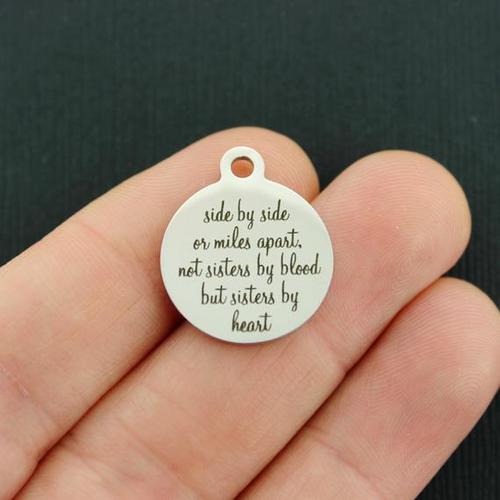 side by side
or miles apart,
not sisters by blood
but sisters by
heart